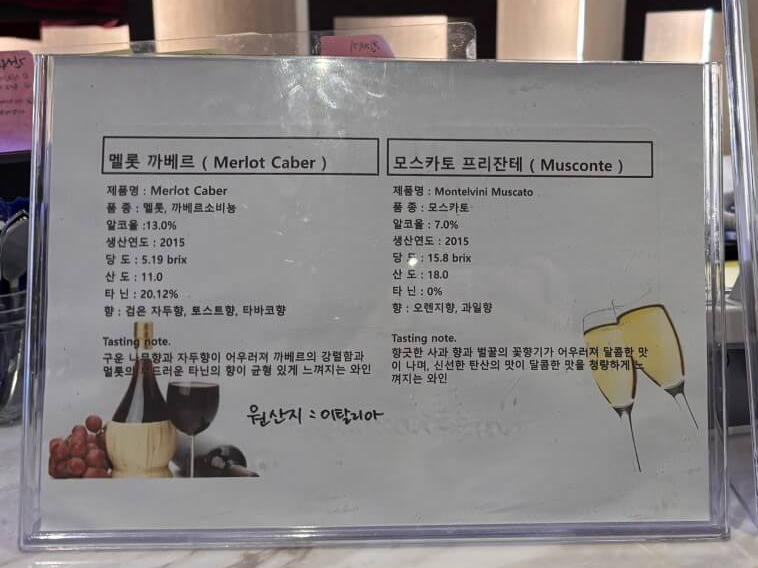 멜롯 까베르 ( Merlot Caber )
제품명 : Merlot Caber
품 종 : 멜롯, 까베르소비뇽
알코올 :13.0%
생산연도 : 2015
당 도 : 5.19 brix
산 도 : 11.0
타 닌 : 20.12%
향 : 검은 자두향, 토스트향, 타바코향
Tasting note.
구운 나무향과 자두향이 어우러져 까베르의 강렬함과
멜롯의 부드러운 타닌의 향이 균형 있게 느껴지는 와인
원산지 : 이탈리아
모스카토 프리잔테 ( Musconte )
제품명 : Montelvini Muscato
품 종 : 모스카토
알코올 : 7.0%
생산연도 : 2015
당 도 : 15.8 brix
산 도 : 18.0
타 닌 : 0%
향 : 오렌지향, 과일향
Tasting note.
향긋한 사과 향과 벌꿀의 꽃향기가 어우러져 달콤한 맛
이 나며, 신선한 탄산의 맛이 달콤한 맛을 청량하게 느
껴지는 와인